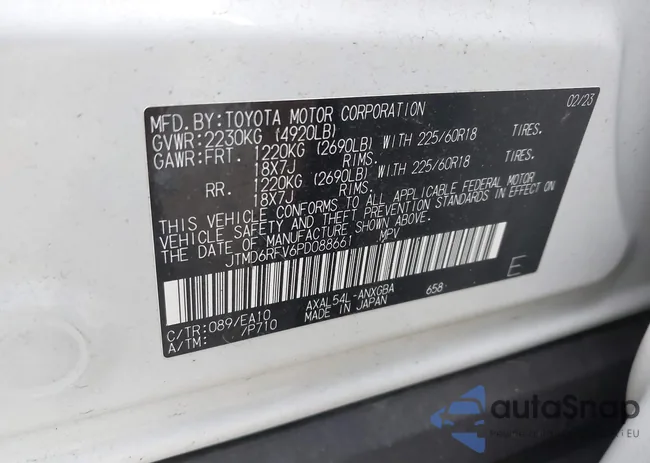 MFD. BY: TOYOTA MOTOR CORPORATION 02/23
GVWR: 2230KG (4920LB)
GAWR: FRT. 1220KG (2690LB) WITH 225/60R18 TIRES.
18X7J RIMS.
RR. 1220KG (2690LB) WITH 225/60R18 TIRES.
18X7J RIMS.
THIS VEHICLE CONFORMS TO ALL APPLICABLE FEDERAL MOTOR
VEHICLE SAFETY AND THEFT PREVENTION STANDARDS IN EFFECT ON
THE DATE OF MANUFACTURE SHOWN ABOVE.
JTMD6RFV6PD088661 MPV
E
C/TR: 089/EA10 AXAL54L-ANXGBA 658
A/TM: /P710 MADE IN JAPAN
autoSnap
EU